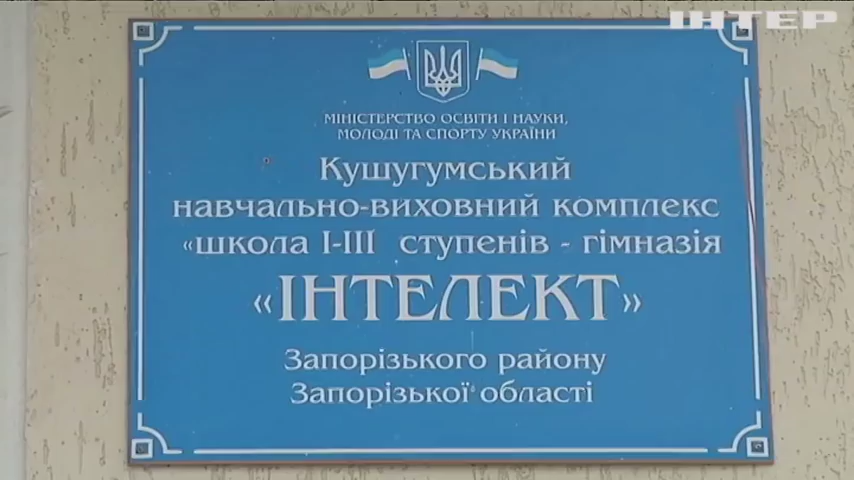 ІНТЕР
МІНІСТЕРСТВО ОСВІТИ І НАУКИ,
МОЛОДІ ТА СПОРТУ УКРАЇНИ
Кушугумський
навчально-виховний комплекс
«школа І-ІІІ ступенів - гімназія
«ІНТЕЛЕКТ»
Запорізького району
Запорізької області